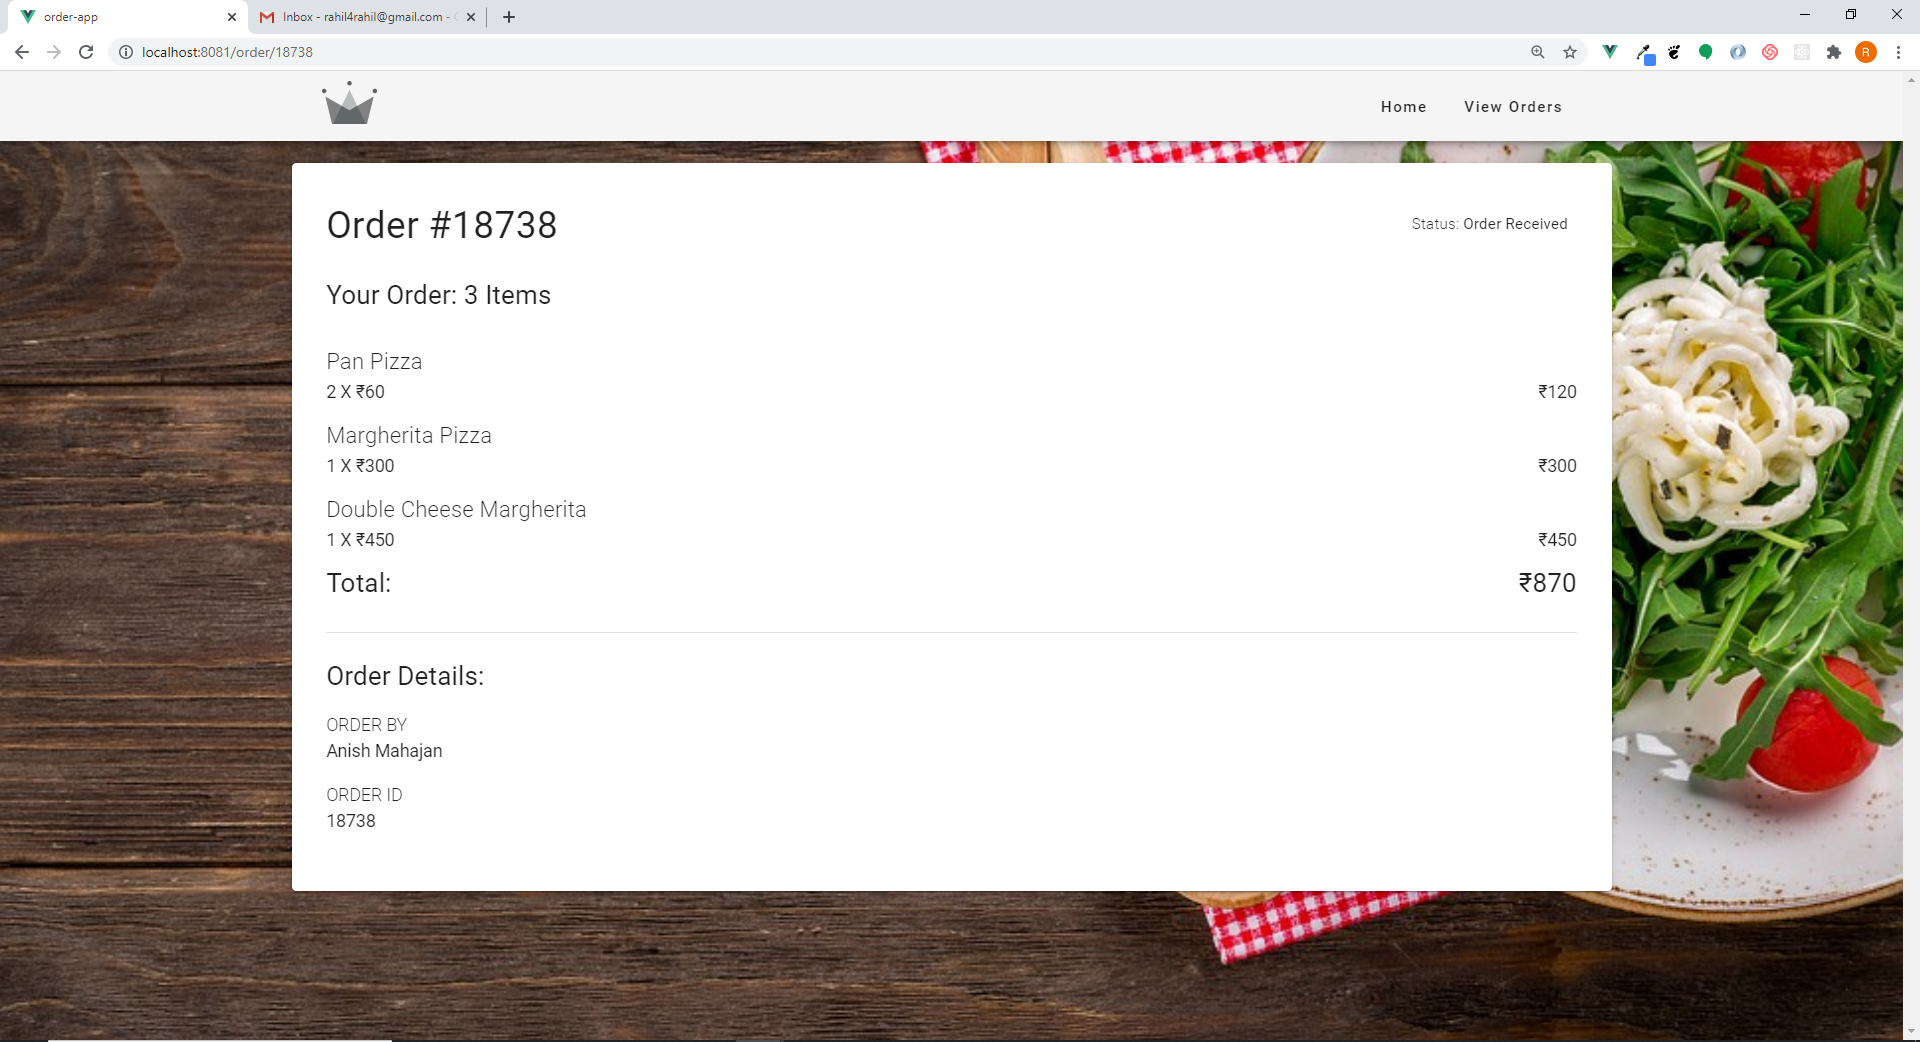 order-app
Inbox - rahil4rahil@gmail.com -
localhost:8081/order/18738
R
Home
View Orders
Order #18738
Status: Order Received
Your Order: 3 Items
Pan Pizza
2 X ₹60
₹120
Margherita Pizza
1 X ₹300
₹300
Double Cheese Margherita
1 X ₹450
₹450
Total:
₹870
Order Details:
ORDER BY
Anish Mahajan
ORDER ID
18738